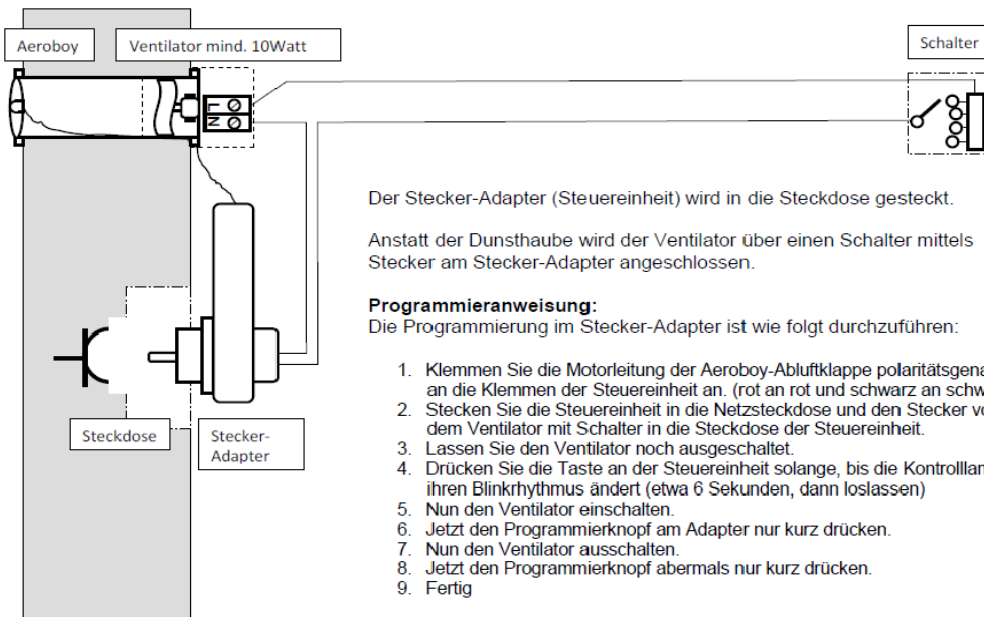 Aeroboy
Ventilator mind. 10Watt
Schalter
L
N
Der Stecker-Adapter (Steuereinheit) wird in die Steckdose gesteckt.
Anstatt der Dunsthaube wird der Ventilator über einen Schalter mittels
Stecker am Stecker-Adapter angeschlossen.
Programmieranweisung:
Die Programmierung im Stecker-Adapter ist wie folgt durchzuführen:
1. Klemmen Sie die Motorleitung der Aeroboy-Abluftklappe polaritätsgena
an die Klemmen der Steuereinheit an. (rot an rot und schwarz an schw
2. Stecken Sie die Steuereinheit in die Netzsteckdose und den Stecker vo
dem Ventilator mit Schalter in die Steckdose der Steuereinheit.
3. Lassen Sie den Ventilator noch ausgeschaltet.
4. Drücken Sie die Taste an der Steuereinheit solange, bis die Kontrolllam
ihren Blinkrhythmus ändert (etwa 6 Sekunden, dann loslassen)
5. Nun den Ventilator einschalten.
6. Jetzt den Programmierknopf am Adapter nur kurz drücken.
7. Nun den Ventilator ausschalten.
8. Jetzt den Programmierknopf abermals nur kurz drücken.
9. Fertig
Steckdose
Stecker-
Adapter